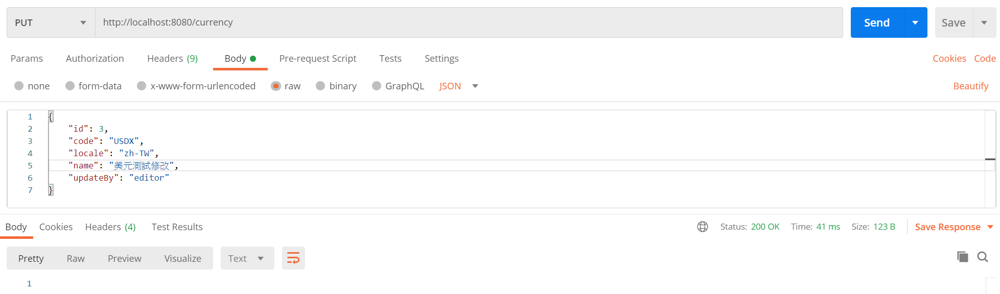 PUT http://localhost:8080/currency Send Save
Params Authorization Headers (9) Body Pre-request Script Tests Settings Cookies Code
none form-data x-www-form-urlencoded raw binary GraphQL JSON Beautify
1 {
2 "id": 3,
3 "code": "USDX",
4 "locale": "zh-TW",
5 "name": "美元測試修改",
6 "updateBy": "editor"
7 }
Body Cookies Headers (4) Test Results Status: 200 OK Time: 41 ms Size: 123 B Save Response
Pretty Raw Preview Visualize Text
1